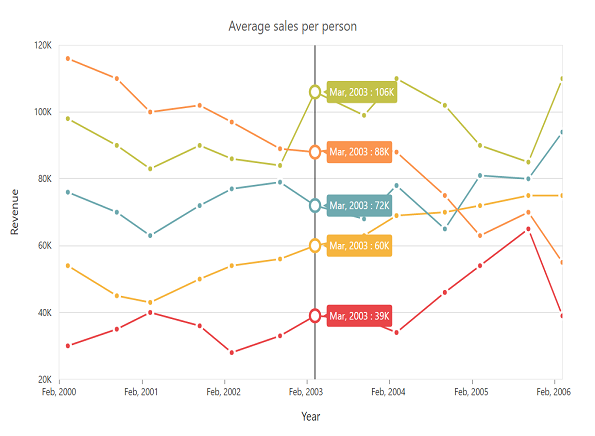 Average sales per person
120K
100K
80K
60K
40K
20K
Revenue
Mar, 2003 : 106K
Mar, 2003 : 88K
Mar, 2003 : 72K
Mar, 2003 : 60K
Mar, 2003 : 39K
Feb, 2000 Feb, 2001 Feb, 2002 Feb, 2003 Feb, 2004 Feb, 2005 Feb, 2006
Year